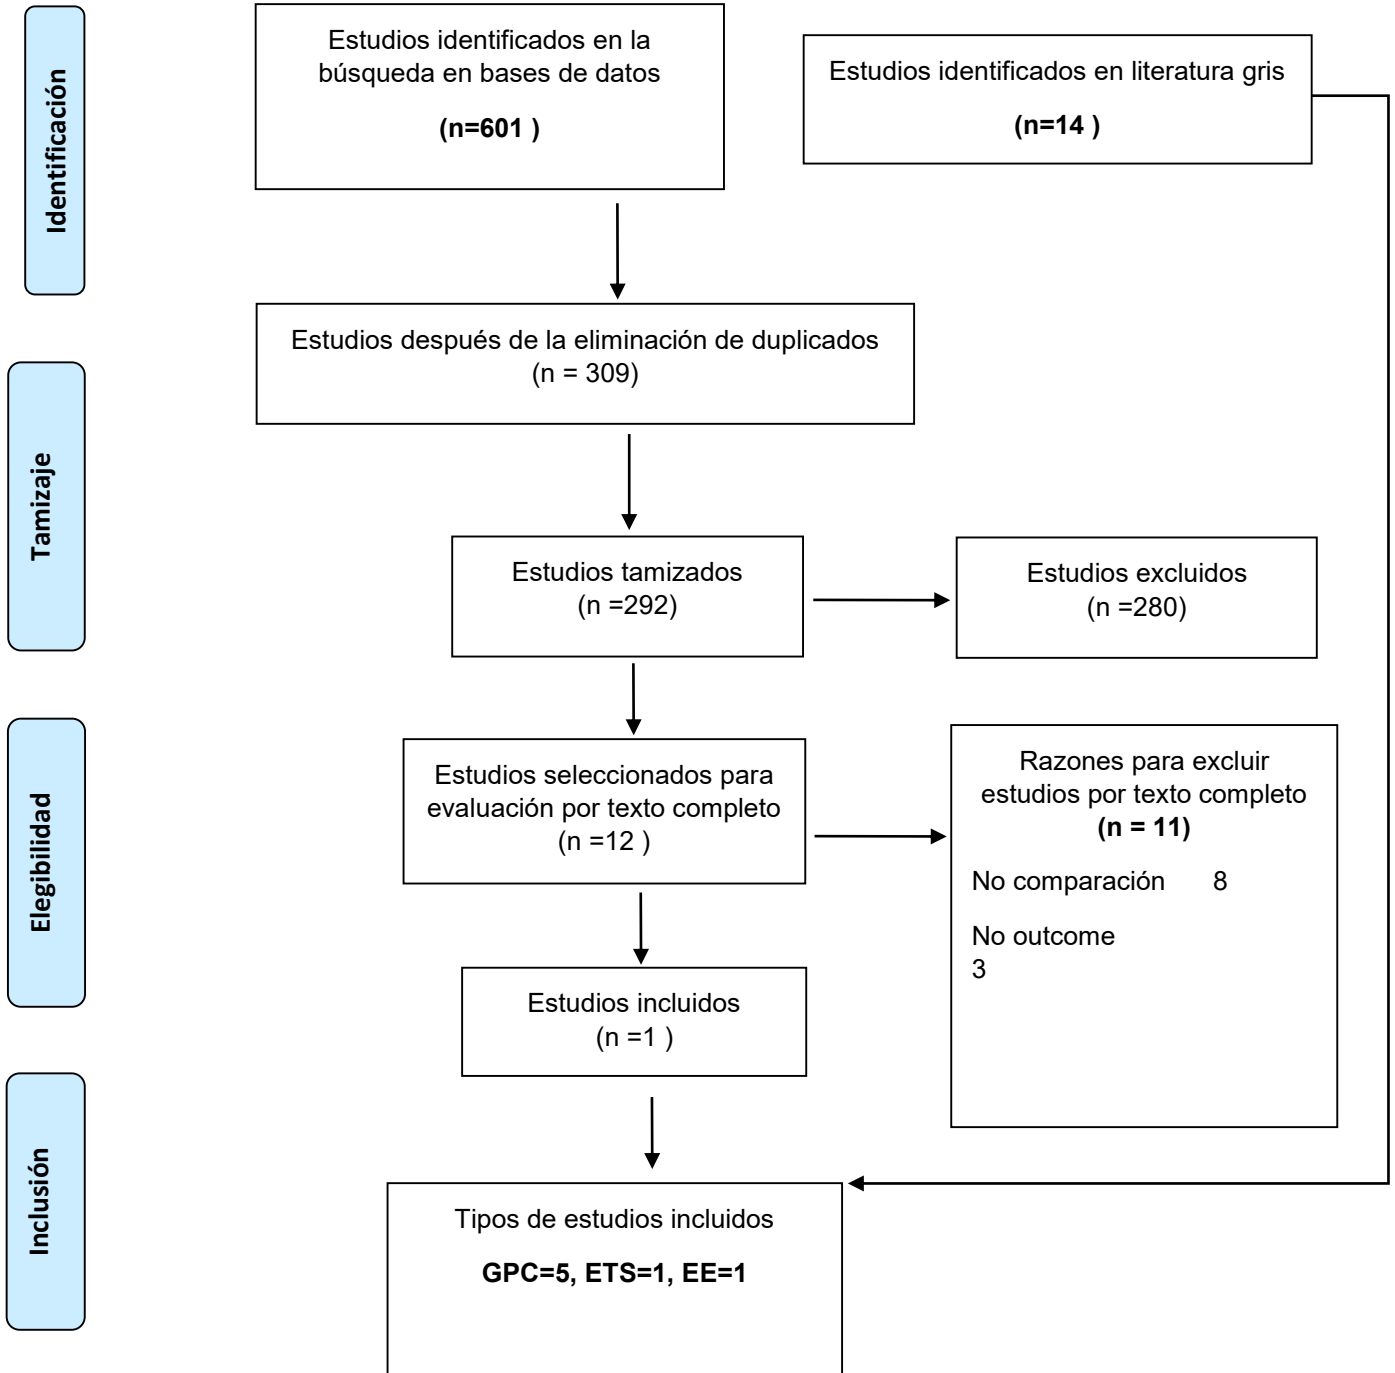 Identificación
Estudios identificados en la
búsqueda en bases de datos
(n=601 )
Estudios identificados en literatura gris
(n=14 )
Estudios después de la eliminación de duplicados
(n = 309)
Tamizaje
Estudios tamizados
(n =292)
Estudios excluidos
(n =280)
Elegibilidad
Estudios seleccionados para
evaluación por texto completo
(n =12 )
Razones para excluir
estudios por texto completo
(n = 11)
No comparación 8
No outcome
3
Estudios incluidos
(n =1 )
Inclusión
Tipos de estudios incluidos
GPC=5, ETS=1, EE=1